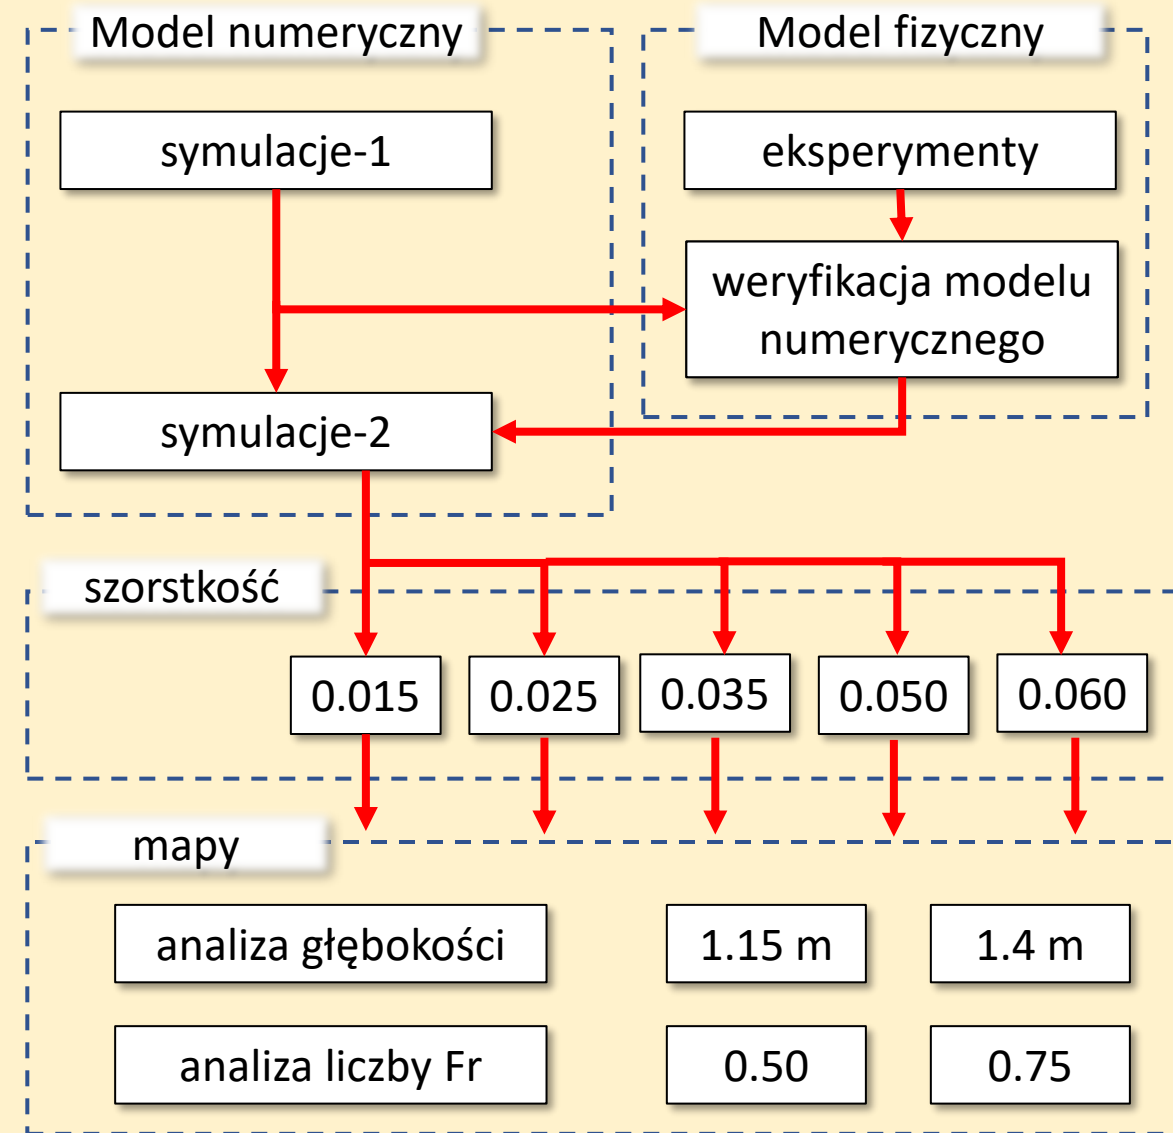 Model numeryczny
Model fizyczny
symulacje-1
eksperymenty
weryfikacja modelu
numerycznego
symulacje-2
szorstkość
0.015
0.025
0.035
0.050
0.060
mapy
analiza głębokości
1.15 m
1.4 m
analiza liczby Fr
0.50
0.75